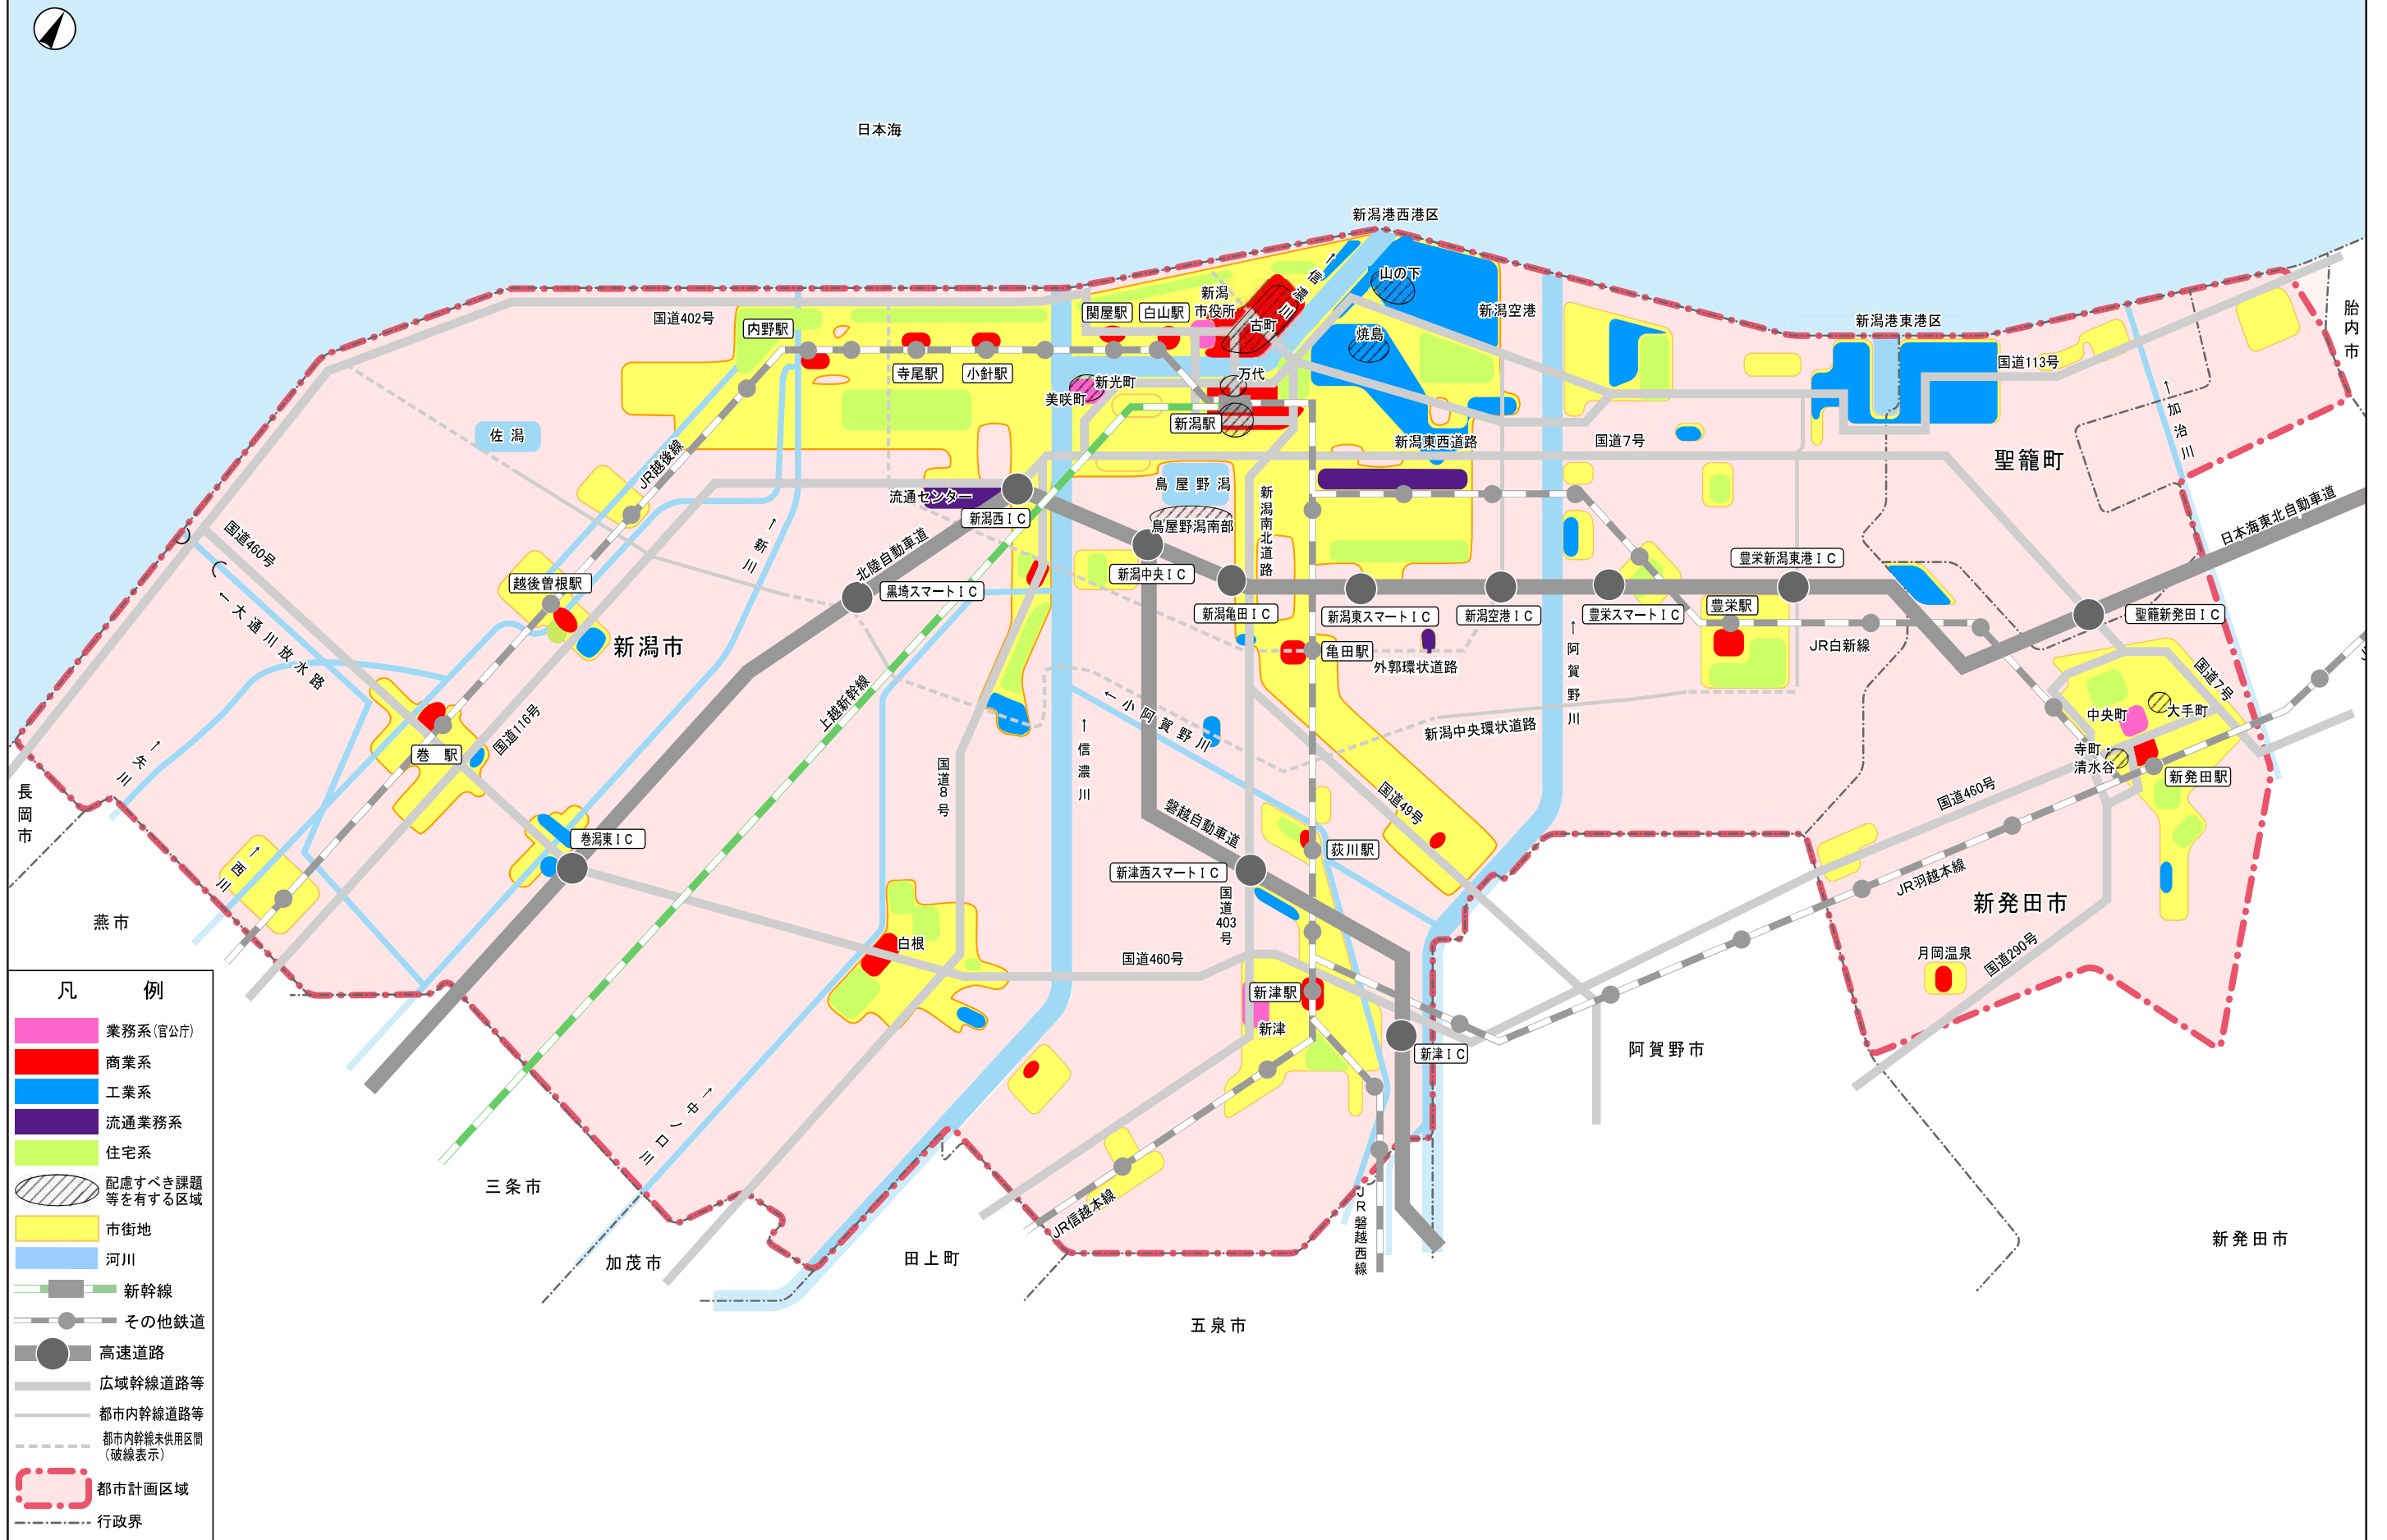 日本海
新潟港西港区
山の下
新潟空港
焼島
信濃
新潟
市役所
古町
関屋駅
白山駅
国道402号
内野駅
寺尾駅
小針駅
新光町
美咲町
万代
新潟駅
新潟東西道路
国道7号
新潟港東港区
国道113号
胎内市
←加治川
聖籠町
佐潟
JR越後線
流通センター
新潟西IC
鳥屋野潟
鳥屋野潟南部
新潟南北道路
日本海東北自動車道
国道460号
←新川
北陸自動車道
越後曽根駅
黒埼スマートIC
新潟中央IC
新潟亀田IC
新潟東スマートIC
新潟空港IC
豊栄スマートIC
豊栄新潟東港IC
豊栄駅
聖籠新発田IC
←大通川放水路
新潟市
亀田駅
外郭環状道路
←阿賀野川
JR白新線
国道7号
上越新幹線
←小阿賀野川
新潟中央環状道路
中央町
大手町
寺町・
清水谷
新発田駅
国道116号
巻駅
←矢川
国道8号
←信濃川
国道49号
国道460号
長岡市
巻潟東IC
磐越自動車道
荻川駅
新津西スマートIC
←西川
JR羽越本線
新発田市
燕市
国道403号
白根
国道460号
月岡温泉
国道290号
新津駅
新津
新津IC
阿賀野市
←中ノ口川
三条市
JR信越本線
JR磐越西線
加茂市
田上町
新発田市
五泉市
凡例
業務系(官公庁)
商業系
工業系
流通業務系
住宅系
配慮すべき課題
等を有する区域
市街地
河川
新幹線
その他鉄道
高速道路
広域幹線道路等
都市内幹線道路等
都市内幹線未供用区間
(破線表示)
都市計画区域
行政界